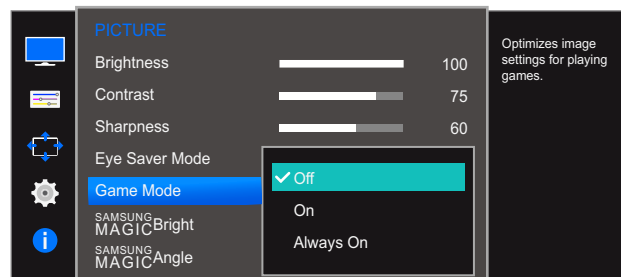 PICTURE
Brightness 100
Contrast 75
Sharpness 60
Eye Saver Mode
Game Mode
SAMSUNG
MAGICBright
SAMSUNG
MAGICAngle
Off
On
Always On
Optimizes image
settings for playing
games.